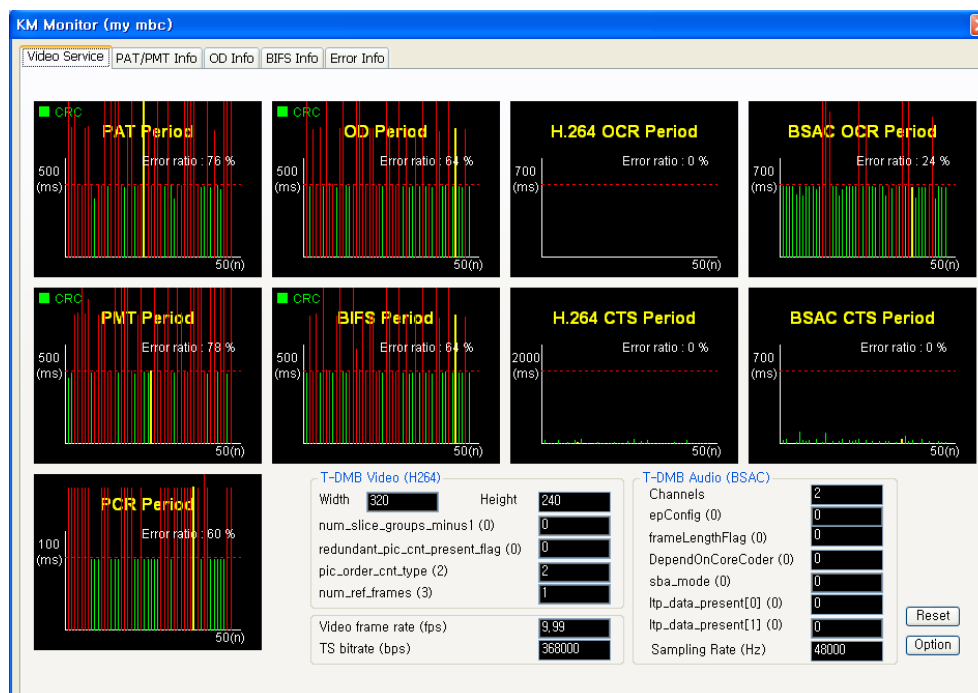 KM Monitor (my mbc)
Video Service PAT/PMT Info OD Info BIFS Info Error Info
CRC
PAT Period
Error ratio : 76 %
500
(ms)
50(n)
CRC
OD Period
Error ratio : 64 %
500
(ms)
50(n)
H.264 OCR Period
Error ratio : 0 %
700
(ms)
50(n)
BSAC OCR Period
Error ratio : 24 %
700
(ms)
50(n)
CRC
PMT Period
Error ratio : 78 %
500
(ms)
50(n)
CRC
BIFS Period
Error ratio : 64 %
500
(ms)
50(n)
H.264 CTS Period
Error ratio : 0 %
2000
(ms)
50(n)
BSAC CTS Period
Error ratio : 0 %
700
(ms)
50(n)
PCR Period
Error ratio : 60 %
100
(ms)
50(n)
T-DMB Video (H264)
Width 320 Height 240
num_slice_groups_minus1 (0) 0
redundant_pic_cnt_present_flag (0) 0
pic_order_cnt_type (2) 2
num_ref_frames (3) 1
Video frame rate (fps) 9,99
TS bitrate (bps) 368000
T-DMB Audio (BSAC)
Channels 2
epConfig (0) 0
frameLengthFlag (0) 0
DependOnCoreCoder (0) 0
sba_mode (0) 0
ltp_data_present[0] (0) 0
ltp_data_present[1] (0) 0
Sampling Rate (Hz) 48000
Reset
Option